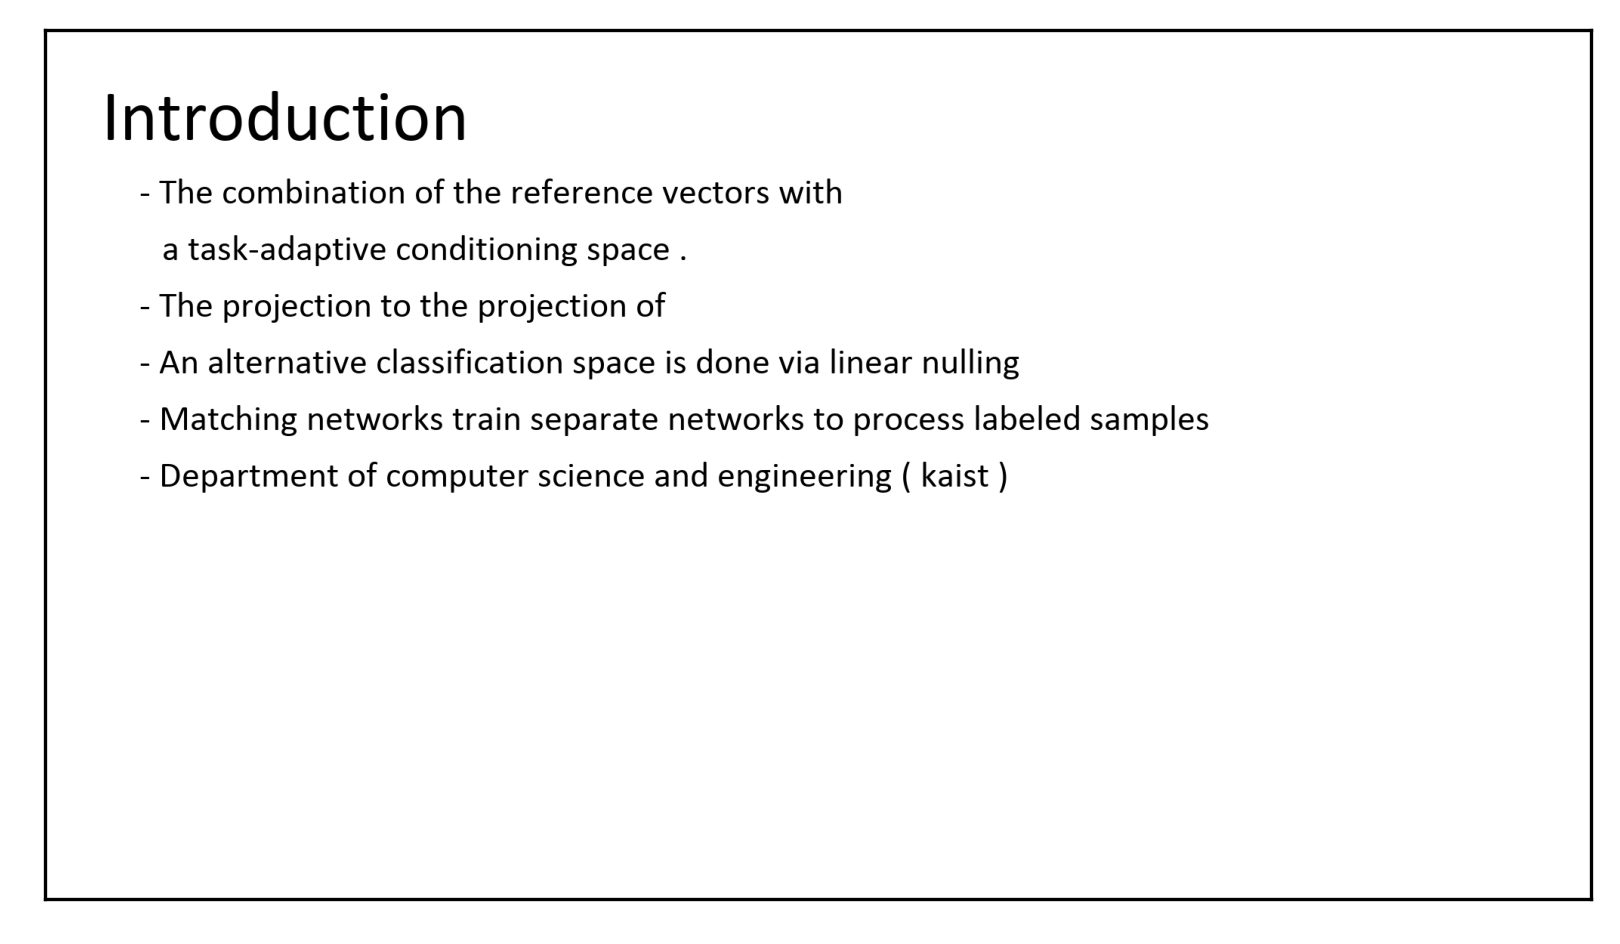 Introduction
- The combination of the reference vectors with
a task-adaptive conditioning space .
- The projection to the projection of
- An alternative classification space is done via linear nulling
- Matching networks train separate networks to process labeled samples
- Department of computer science and engineering ( kaist )